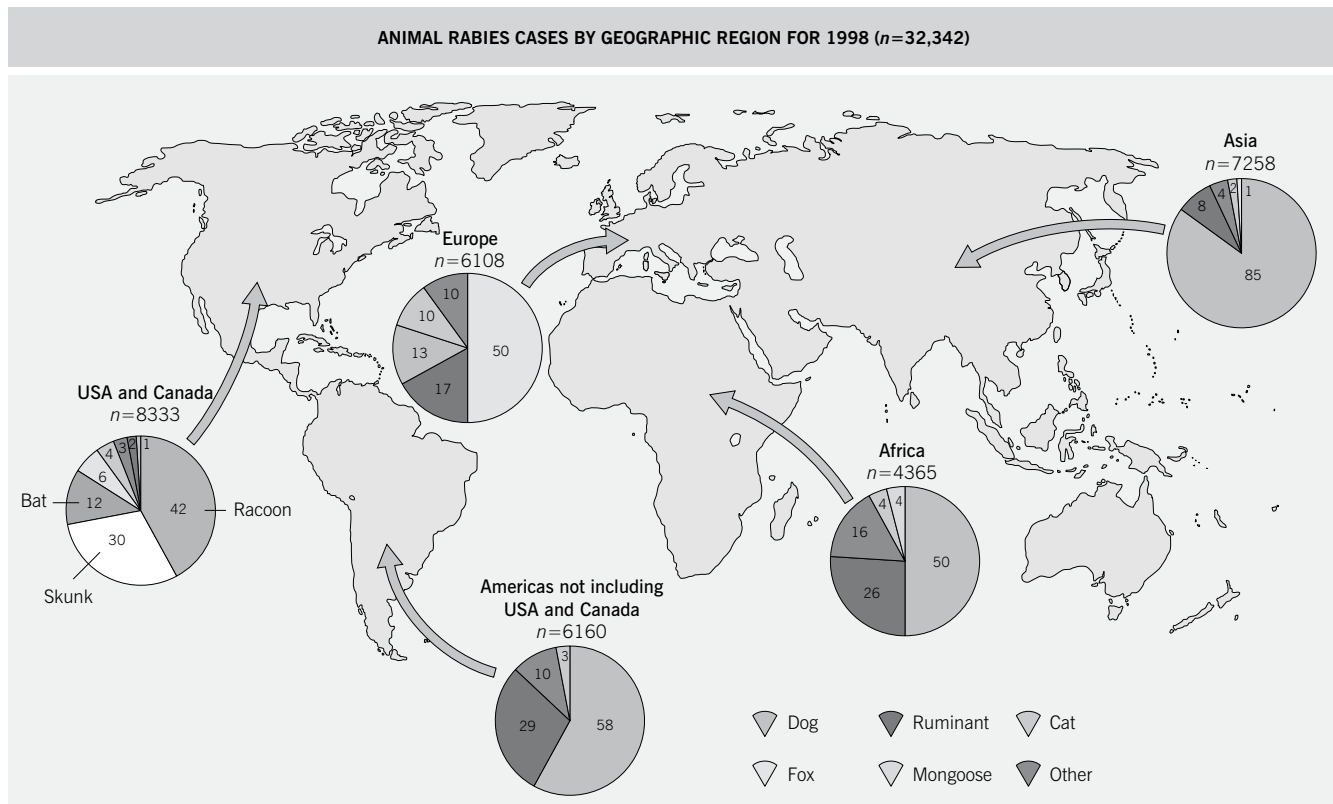 ANIMAL RABIES CASES BY GEOGRAPHIC REGION FOR 1998 (n=32,342)
Asia
n=7258
8
4
2
1
85
Europe
n=6108
10
10
13
17
50
USA and Canada
n=8333
1
2
3
4
6
Bat
12
42
Racoon
30
Skunk
Africa
n=4365
4
4
16
50
26
Americas not including
USA and Canada
n=6160
3
10
29
58
Dog
Ruminant
Cat
Fox
Mongoose
Other